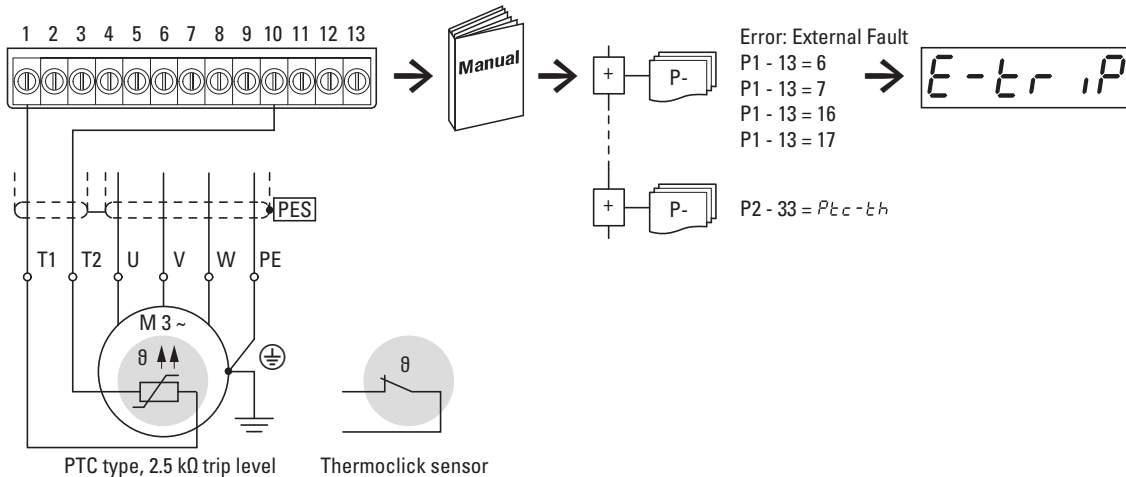 1 2 3 4 5 6 7 8 9 10 11 12 13
Manual
+
P-
Error: External Fault
P1 - 13 = 6
P1 - 13 = 7
P1 - 13 = 16
P1 - 13 = 17
E-triP
+
P-
P2 - 33 = Ptc-th
PES
T1 T2 U V W PE
M 3 ~
ϑ
ϑ
PTC type, 2.5 kΩ trip level
Thermoclick sensor